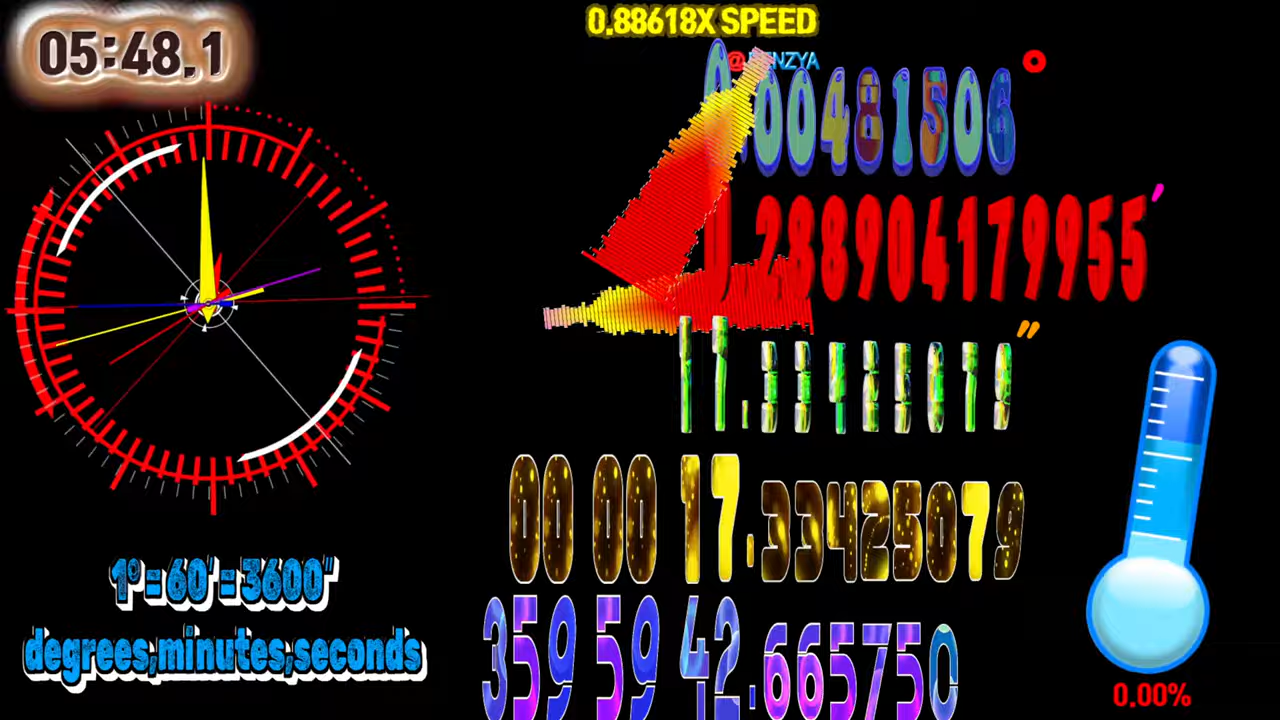 05:48.1
0.88618X SPEED
0.00481506°
0.288904179955′
17.33425079″
00 00 17.33425079
359 59 42.665750
1°=60′=3600″
degrees,minutes,seconds
0.00%